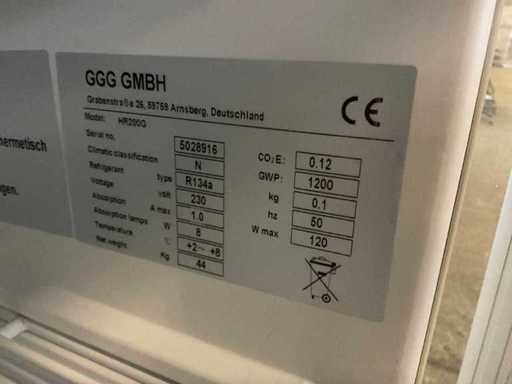 GGG GMBH
Grabenstraße 26, 59759 Arnsberg, Deutschland
CE
Model: HR200G
Serial no. 5028916
Climatic classification N
Refrigerant type R134a
Voltage 230
Absorption A max 1.0
Absorption lamps W 8
Temperature °C +2~ +8
Net weight Kg 44
CO₂E: 0.12
GWP: 1200
kg 0.1
hz 50
W max 120
hermetisch